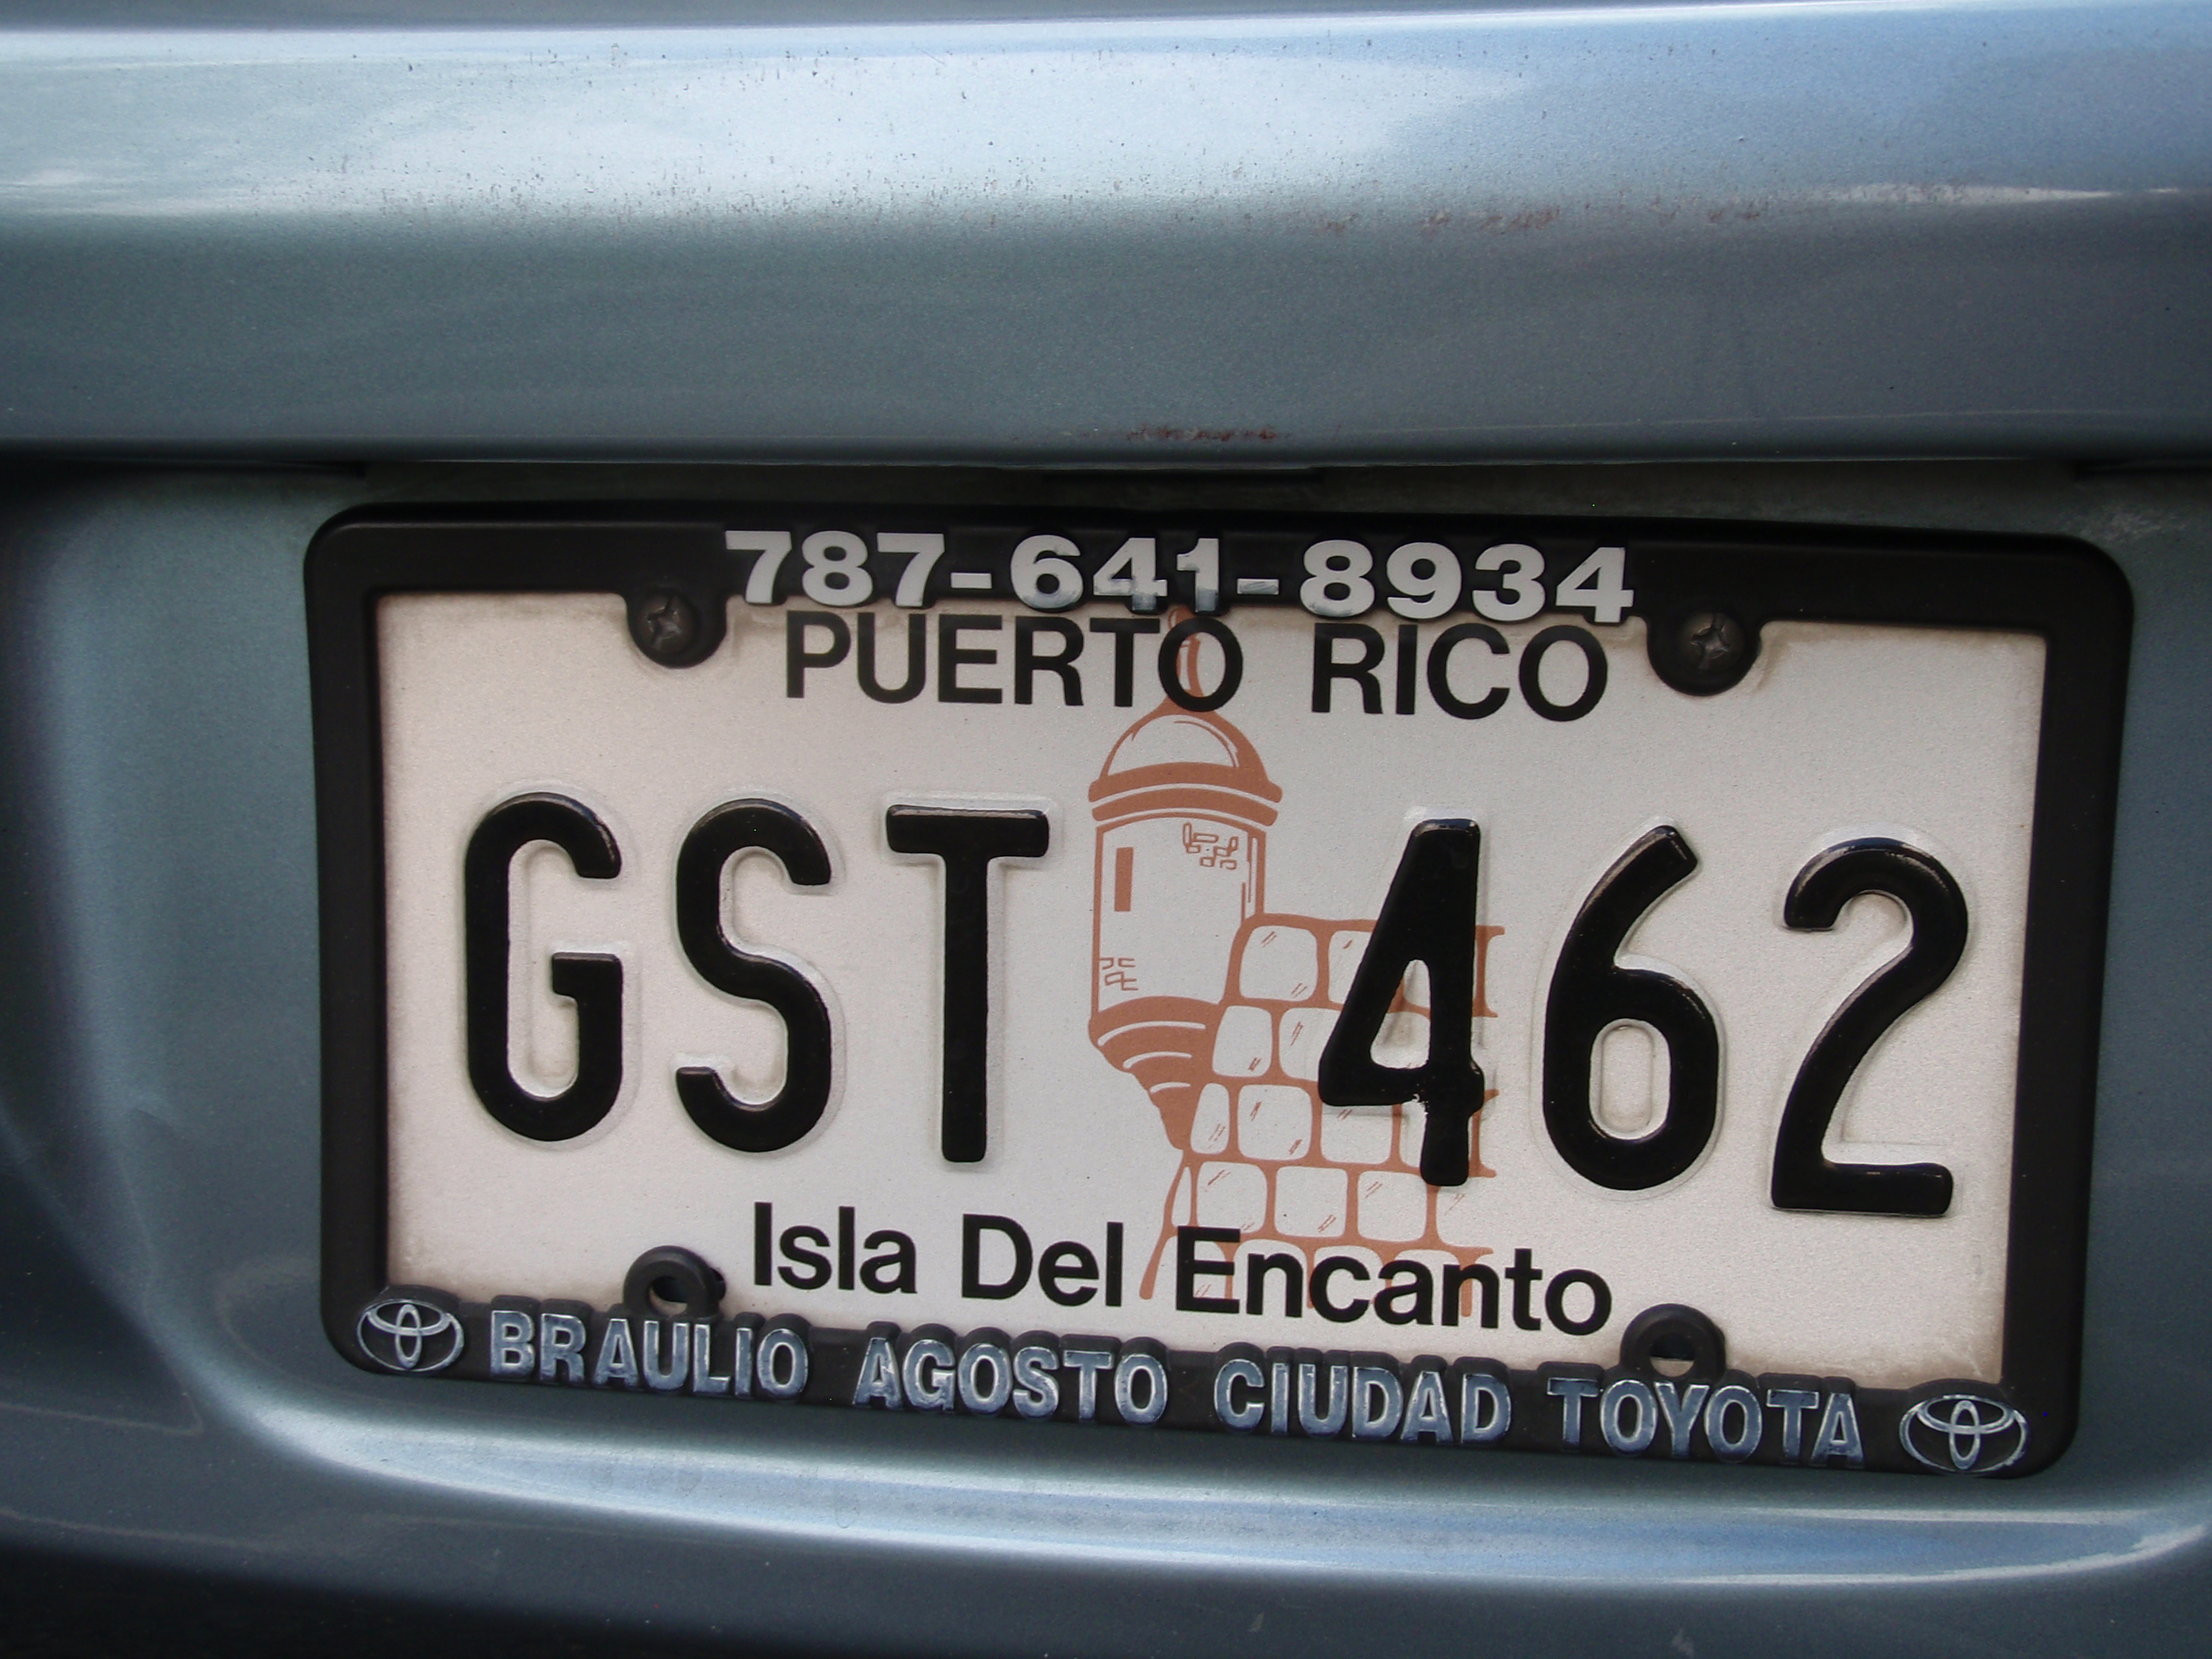 787-641-8934
PUERTO RICO
GST 462
Isla Del Encanto
BRAULIO AGOSTO CIUDAD TOYOTA